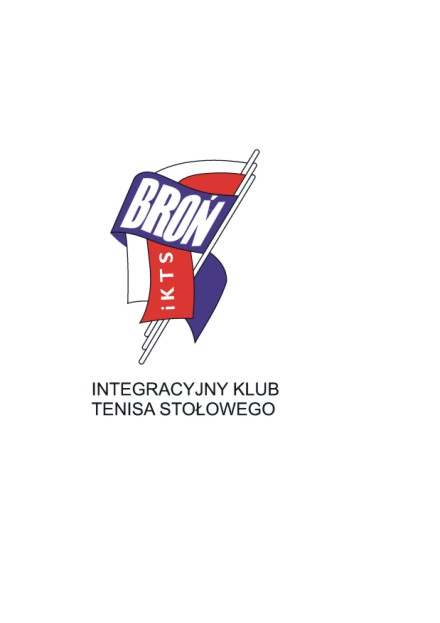 BROŃ
iKTS
INTEGRACYJNY KLUB
TENISA STOŁOWEGO